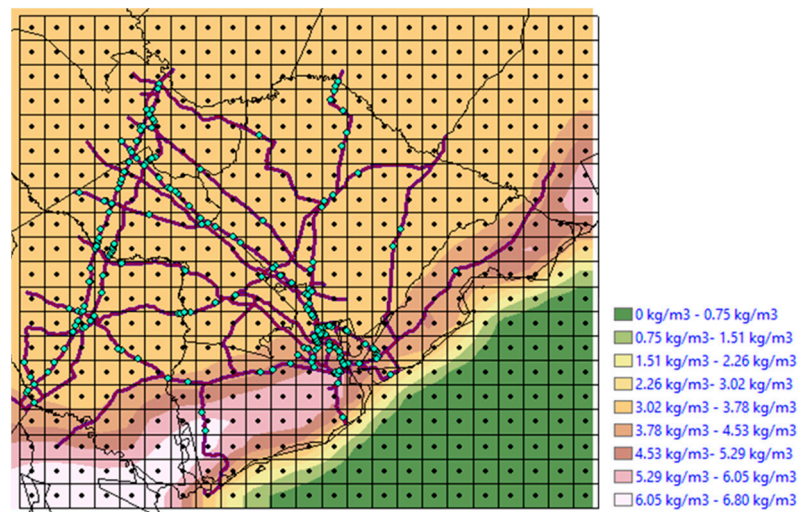 0 kg/m3 - 0.75 kg/m3
0.75 kg/m3- 1.51 kg/m3
1.51 kg/m3 - 2.26 kg/m3
2.26 kg/m3- 3.02 kg/m3
3.02 kg/m3 - 3.78 kg/m3
3.78 kg/m3 - 4.53 kg/m3
4.53 kg/m3- 5.29 kg/m3
5.29 kg/m3 - 6.05 kg/m3
6.05 kg/m3 - 6.80 kg/m3